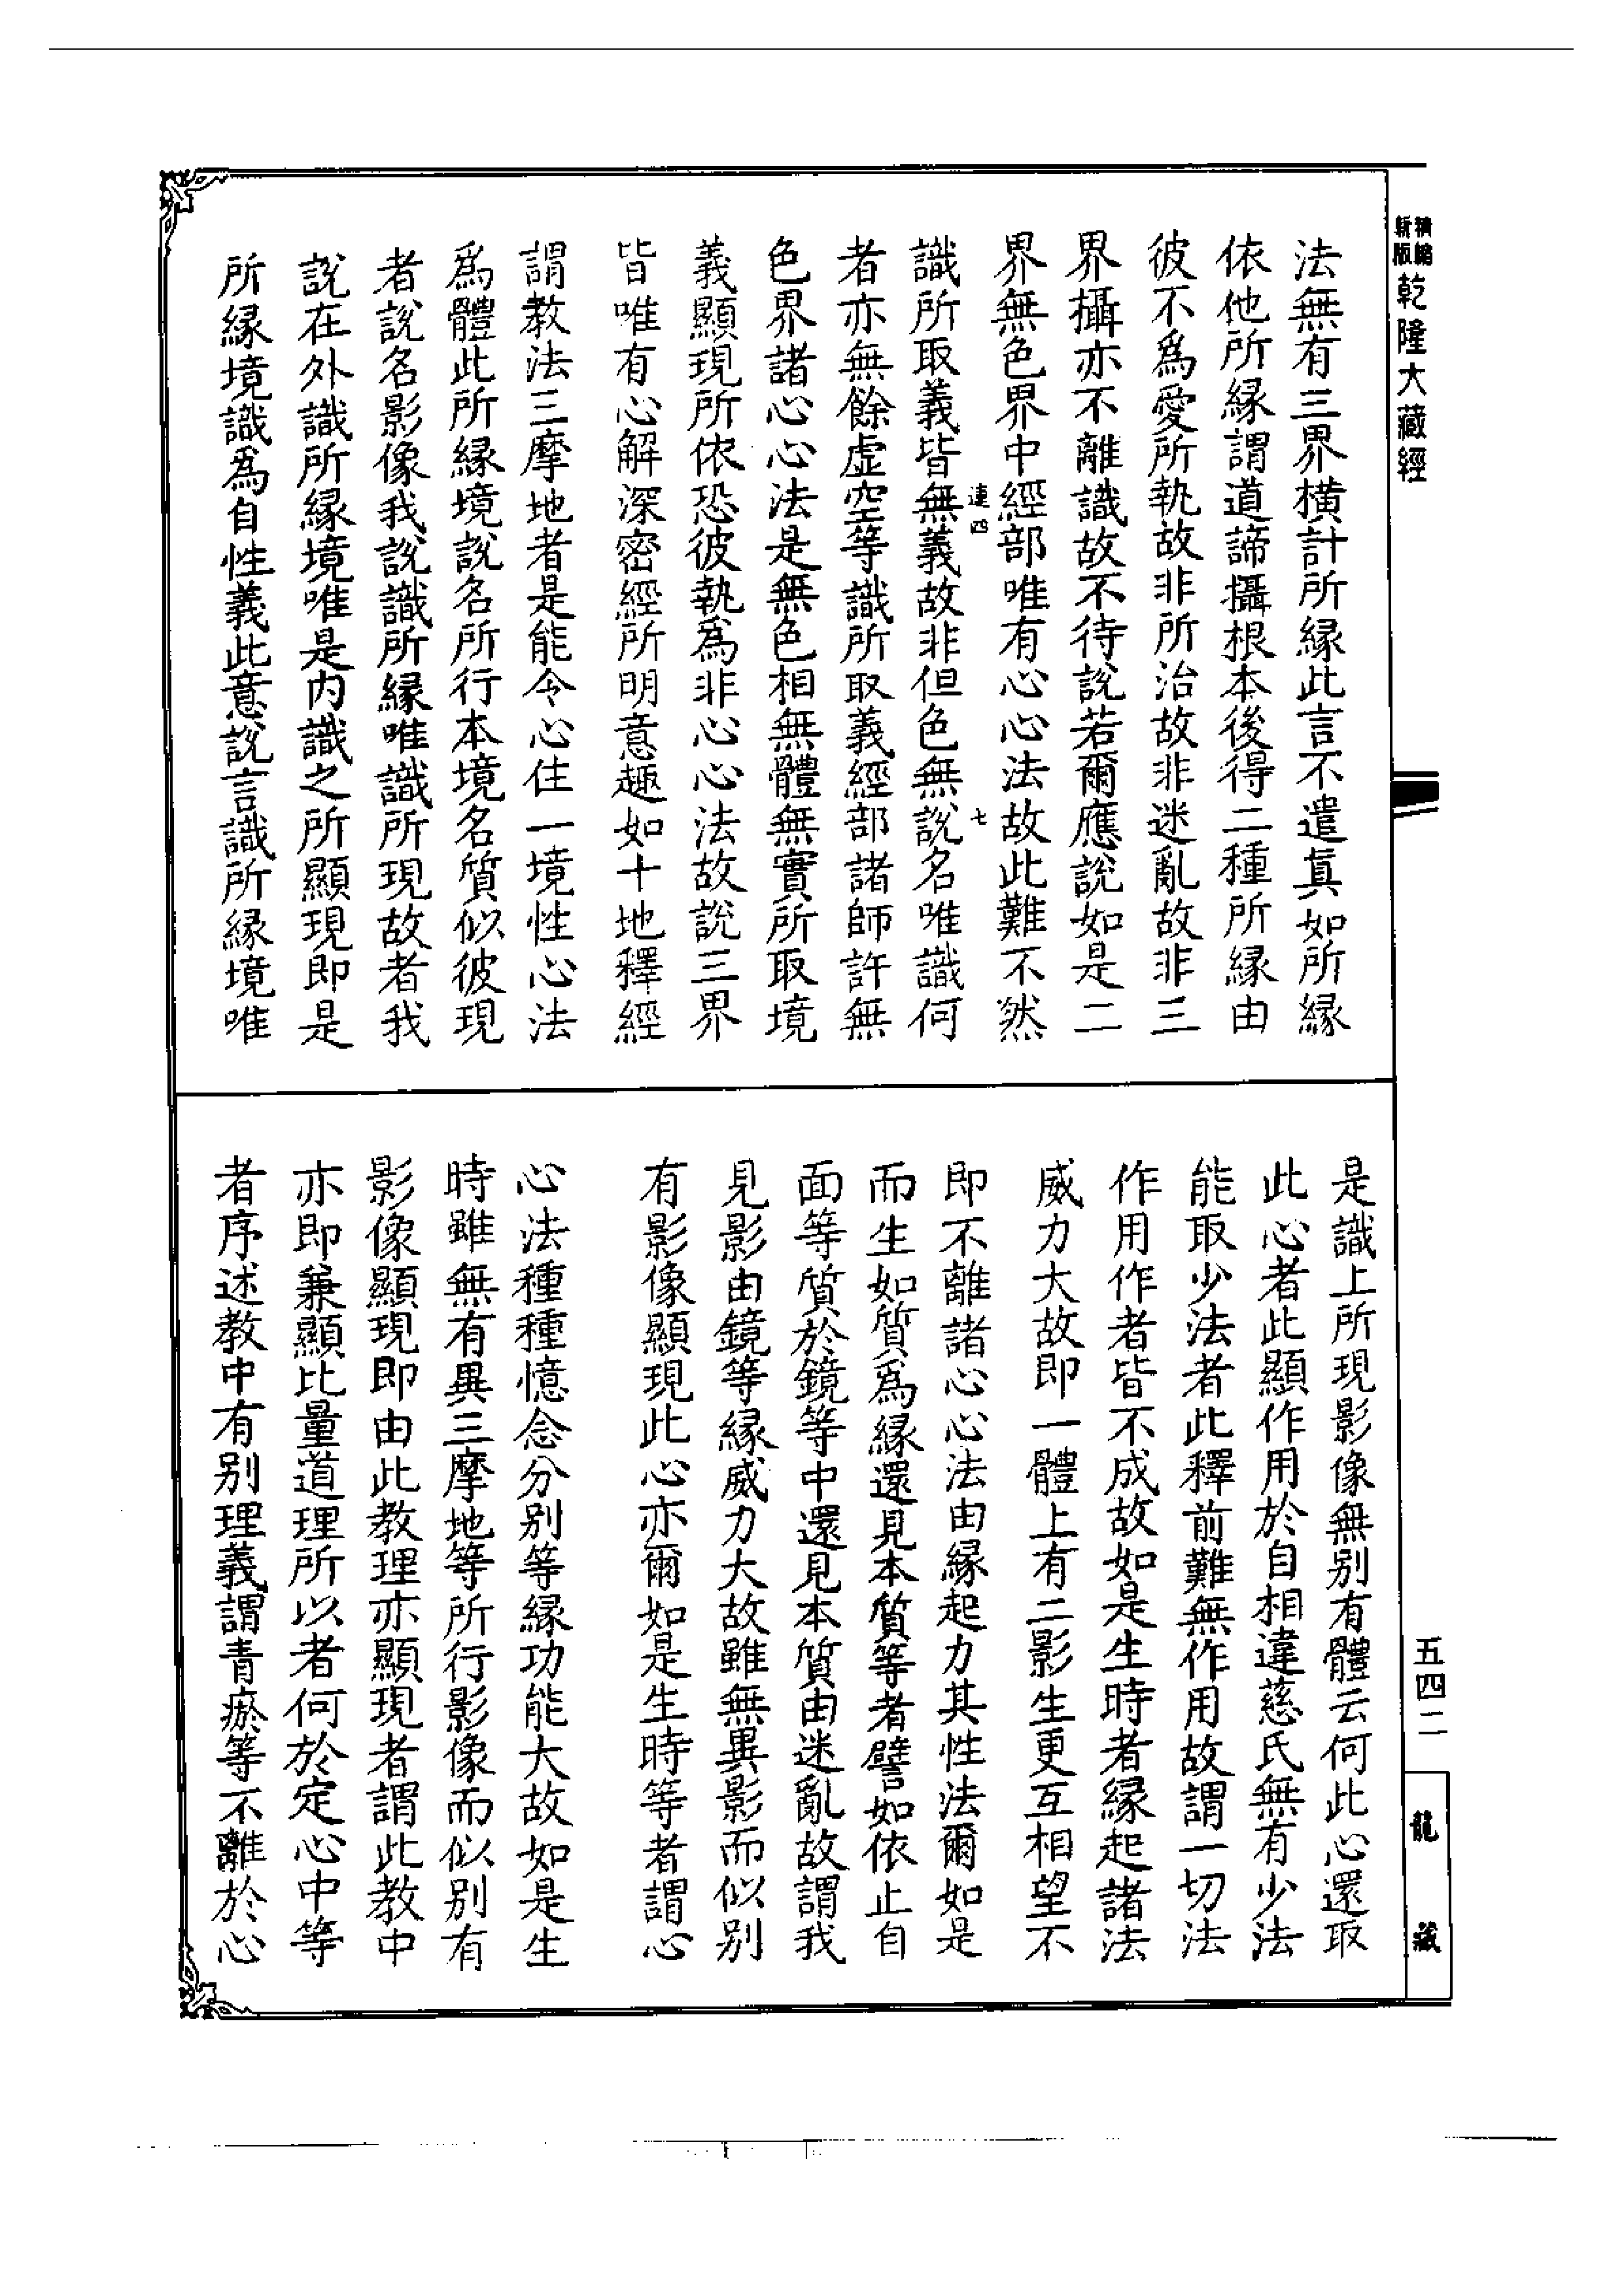 精編
新版
乾隆大藏經
法無有三界橫計所緣此言不遣真如所緣
依他所緣謂道諦攝根本後得二種所緣由
彼不為愛所執故非所治故非迷亂故非三
界攝亦不離識故不待說若爾應說如是二
界無色界中經部唯有心心法故此難不然
連四
七
識所取義皆無義故非但色無說名唯識何
者亦無餘虛空等識所取義經部諸師許無
色界諸心心法是無色相無體無實所取境
義顯現所依恐彼執為非心心法故說三界
皆唯有心解深密經所明意趣如十地釋經
謂教法三摩地者是能令心住一境性心法
為體此所緣境說名所行本境名質似彼現
者說名影像我說識所緣唯識所現故者我
說在外識所緣境唯是內識之所顯現即是
所緣境識為自性義此意說言識所緣境唯
是識上所現影像無別有體云何此心還取
此心者此顯作用於自相違慈氏無有少法
能取少法者此釋前難無作用故謂一切法
作用作者皆不成故如是生時者緣起諸法
威力大故即一體上有二影生更互相望不
即不離諸心心法由緣起力其性法爾如是
而生如質為緣還見本質等者譬如依止自
面等質於鏡等中還見本質由迷亂故謂我
見影由鏡等緣威力大故雖無異影而似別
有影像顯現此心亦爾如是生時等者謂心
心法種種憶念分別等緣功能大故如是生
時雖無有異三摩地等所行影像而似別有
影像顯現即由此教理亦顯現者謂此教中
亦即兼顯比量道理所以者何於定心中等
者序述教中有別理義謂青瘀等不離於心
五四二
龍藏